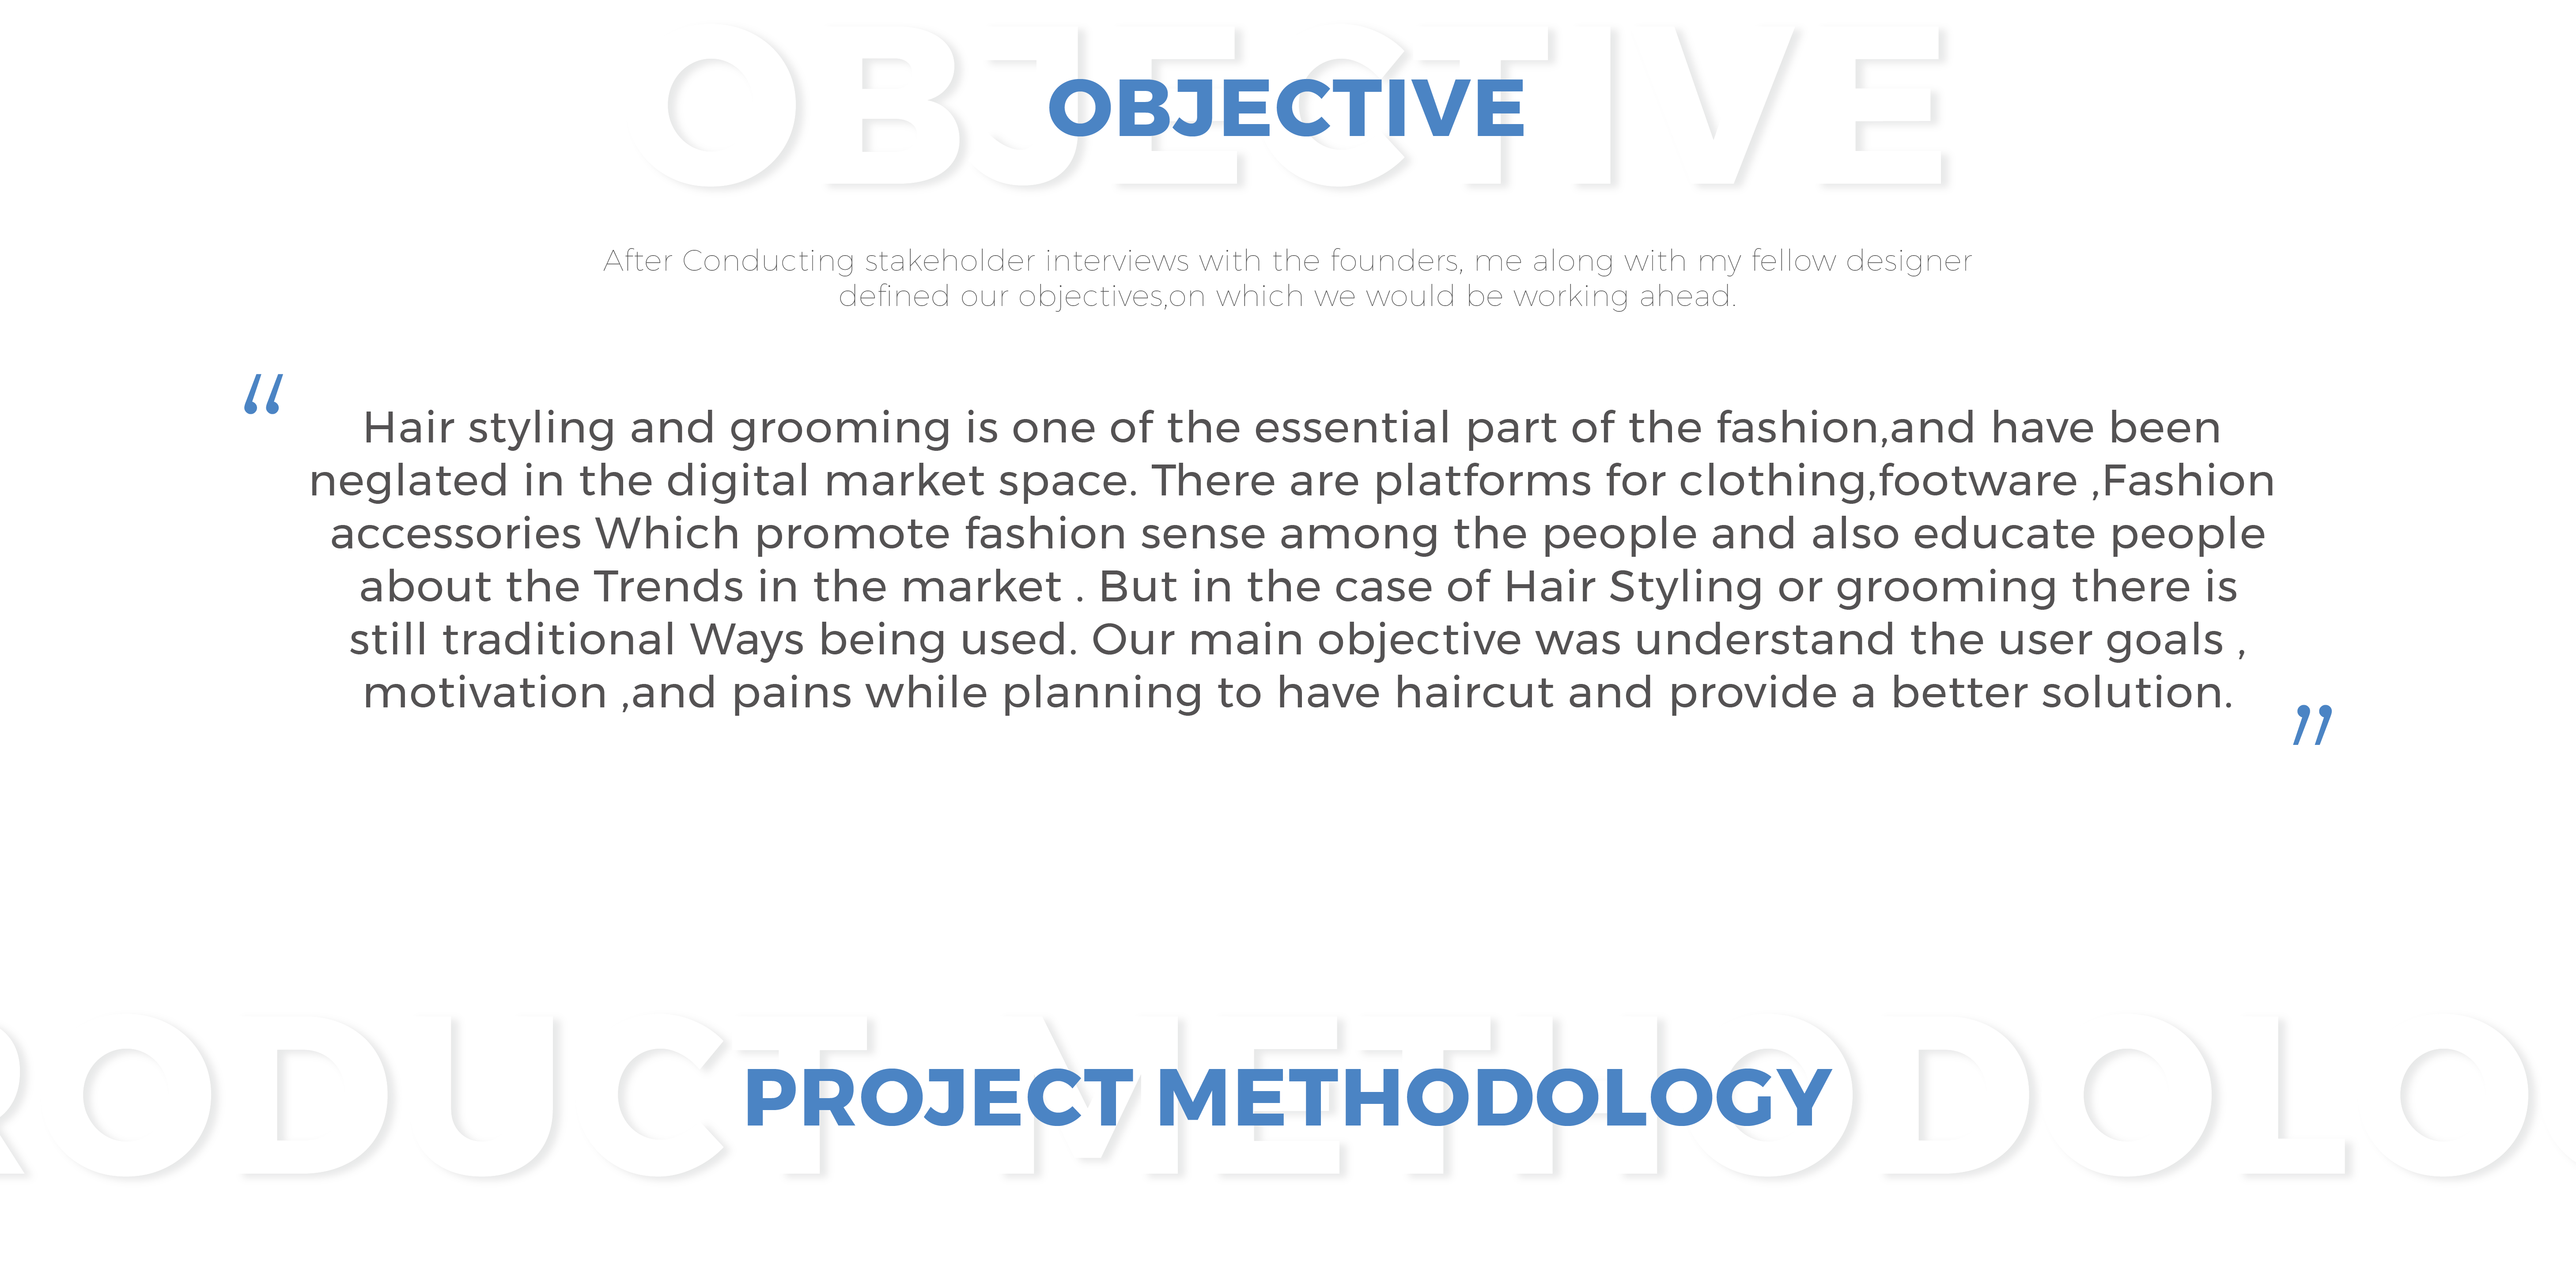 OBJECTIVE
OBJECTIVE
After Conducting stakeholder interviews with the founders, me along with my fellow designer
defined our objectives,on which we would be working ahead.
“
Hair styling and grooming is one of the essential part of the fashion,and have been
neglated in the digital market space. There are platforms for clothing,footware ,Fashion
accessories Which promote fashion sense among the people and also educate people
about the Trends in the market . But in the case of Hair Styling or grooming there is
still traditional Ways being used. Our main objective was understand the user goals ,
motivation ,and pains while planning to have haircut and provide a better solution.
”
RODUCT METHODOLO
PROJECT METHODOLOGY